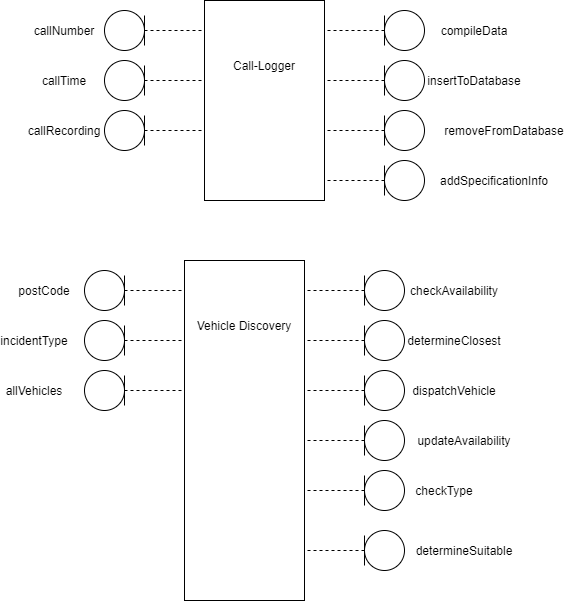 callNumber
compileData
Call-Logger
callTime
insertToDatabase
callRecording
removeFromDatabase
addSpecificationInfo
postCode
checkAvailability
Vehicle Discovery
incidentType
determineClosest
allVehicles
dispatchVehicle
updateAvailability
checkType
determineSuitable